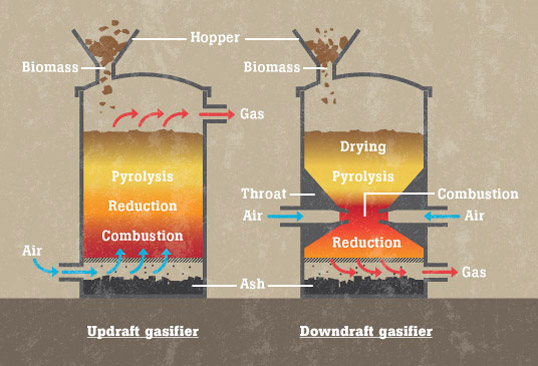 Hopper
Biomass
Biomass
Gas
Drying
Pyrolysis
Pyrolysis
Throat
Combustion
Reduction
Air
Air
Combustion
Reduction
Air
Gas
Ash
Updraft gasifier
Downdraft gasifier